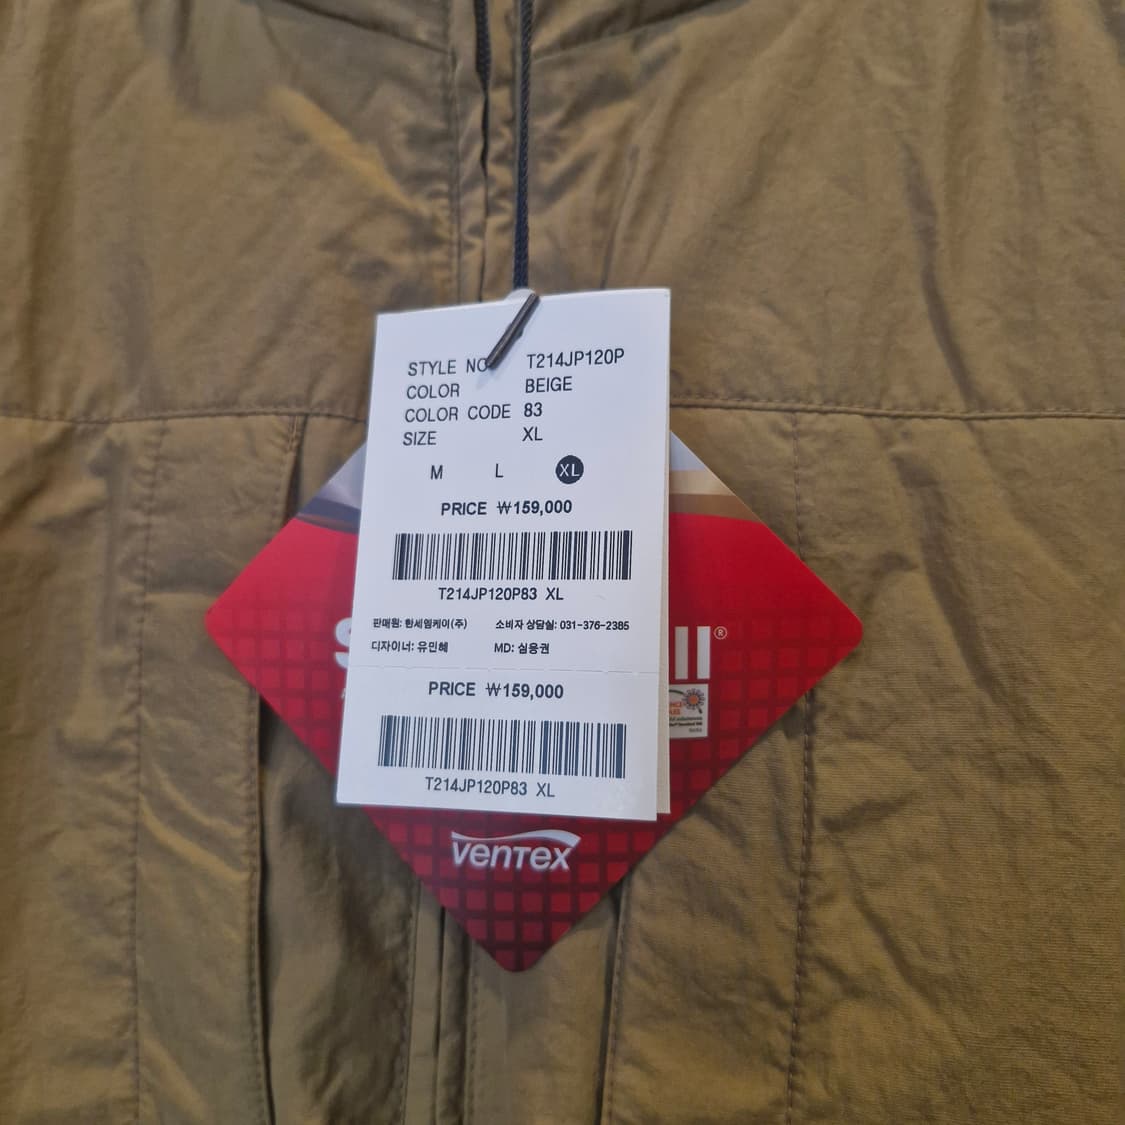 STYLE NO T214JP120P
COLOR BEIGE
COLOR CODE 83
SIZE XL
M L XL
PRICE ₩159,000
T214JP120P83 XL
판매원: 한세엠케이(주) 소비자 상담실: 031-376-2385
디자이너: 유민혜 MD: 심웅권
PRICE ₩159,000
T214JP120P83 XL
VENTEX